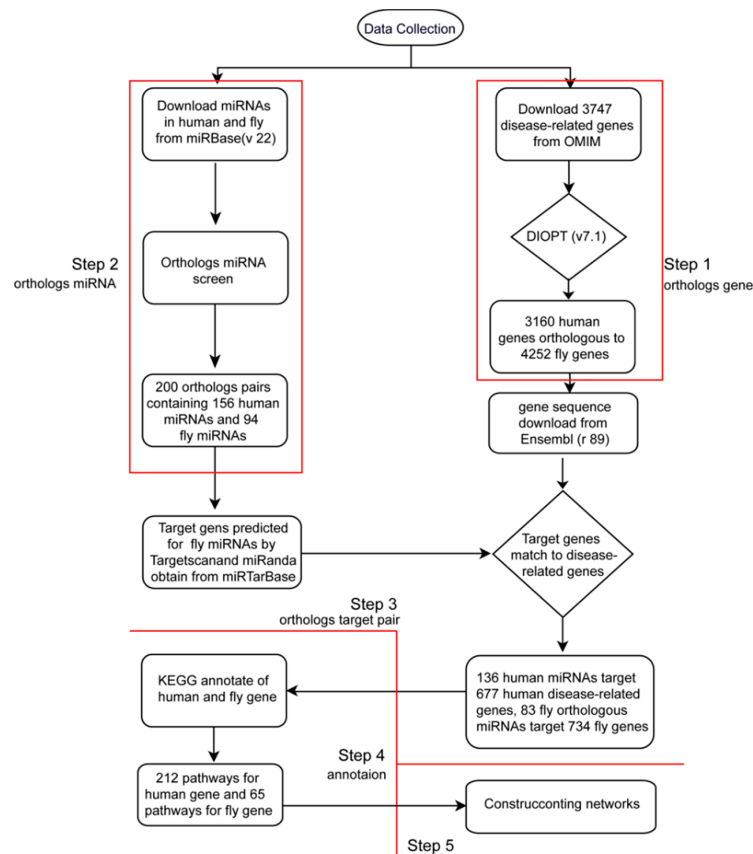 Data Collection
Download miRNAs
in human and fly
from miRBase(v 22)
Orthologs miRNA
screen
200 orthologs pairs
containing 156 human
miRNAs and 94
fly miRNAs
Step 2
orthologs miRNA
Download 3747
disease-related genes
from OMIM
DIOPT (v7.1)
3160 human
genes orthologous to
4252 fly genes
Step 1
orthologs gene
gene sequence
download from
Ensembl (r 89)
Target gens predicted
for fly miRNAs by
Targetscanand miRanda
obtain from miRTarBase
Target genes
match to disease-
related genes
Step 3
orthologs target pair
136 human miRNAs target
677 human disease-related
genes, 83 fly orthologous
miRNAs target 734 fly genes
KEGG annotate of
human and fly gene
Step 4
annotaion
212 pathways for
human gene and 65
pathways for fly gene
Construcconting networks
Step 5